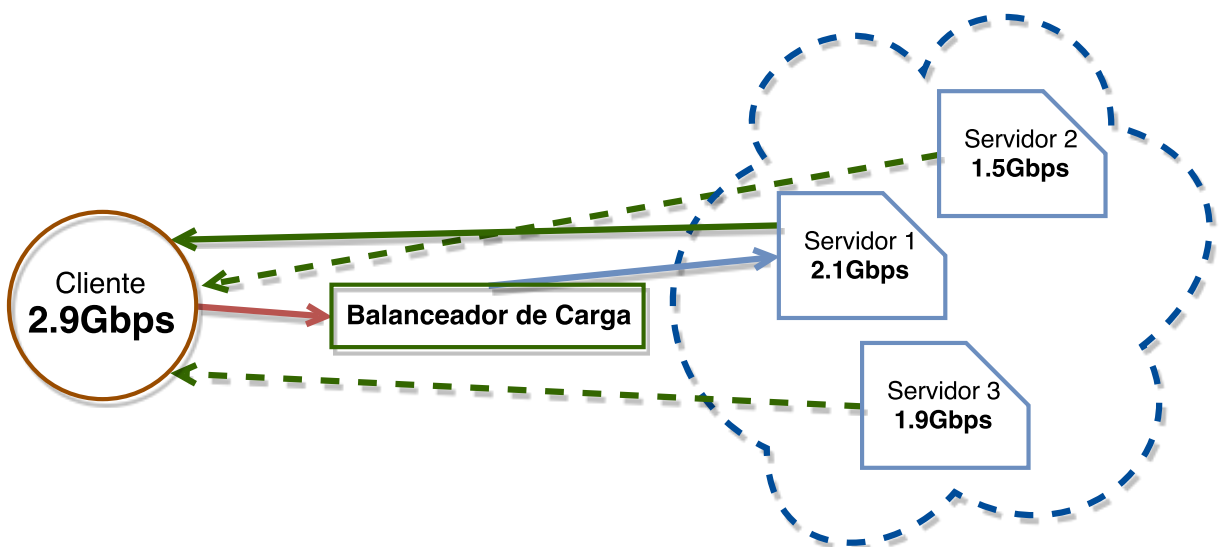 Cliente
2.9Gbps
Balanceador de Carga
Servidor 2
1.5Gbps
Servidor 1
2.1Gbps
Servidor 3
1.9Gbps